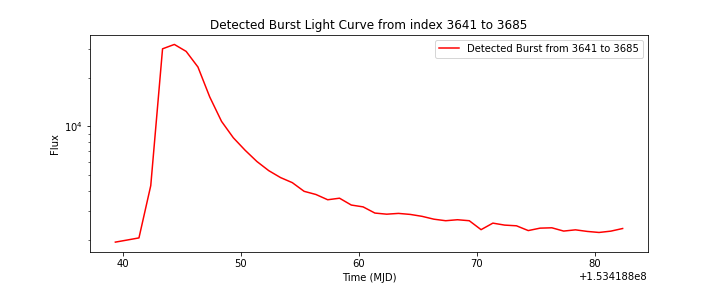 Detected Burst Light Curve from index 3641 to 3685
Detected Burst from 3641 to 3685
Flux
10⁴
40 50 60 70 80
Time (MJD)
+1.534188e8